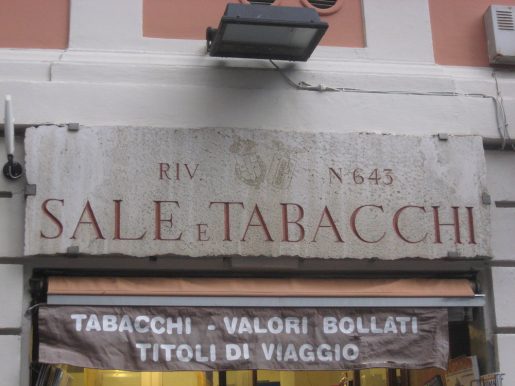 RIV. N 643
SALE E TABACCHI
TABACCHI - VALORI BOLLATI
TITOLI DI VIAGGIO